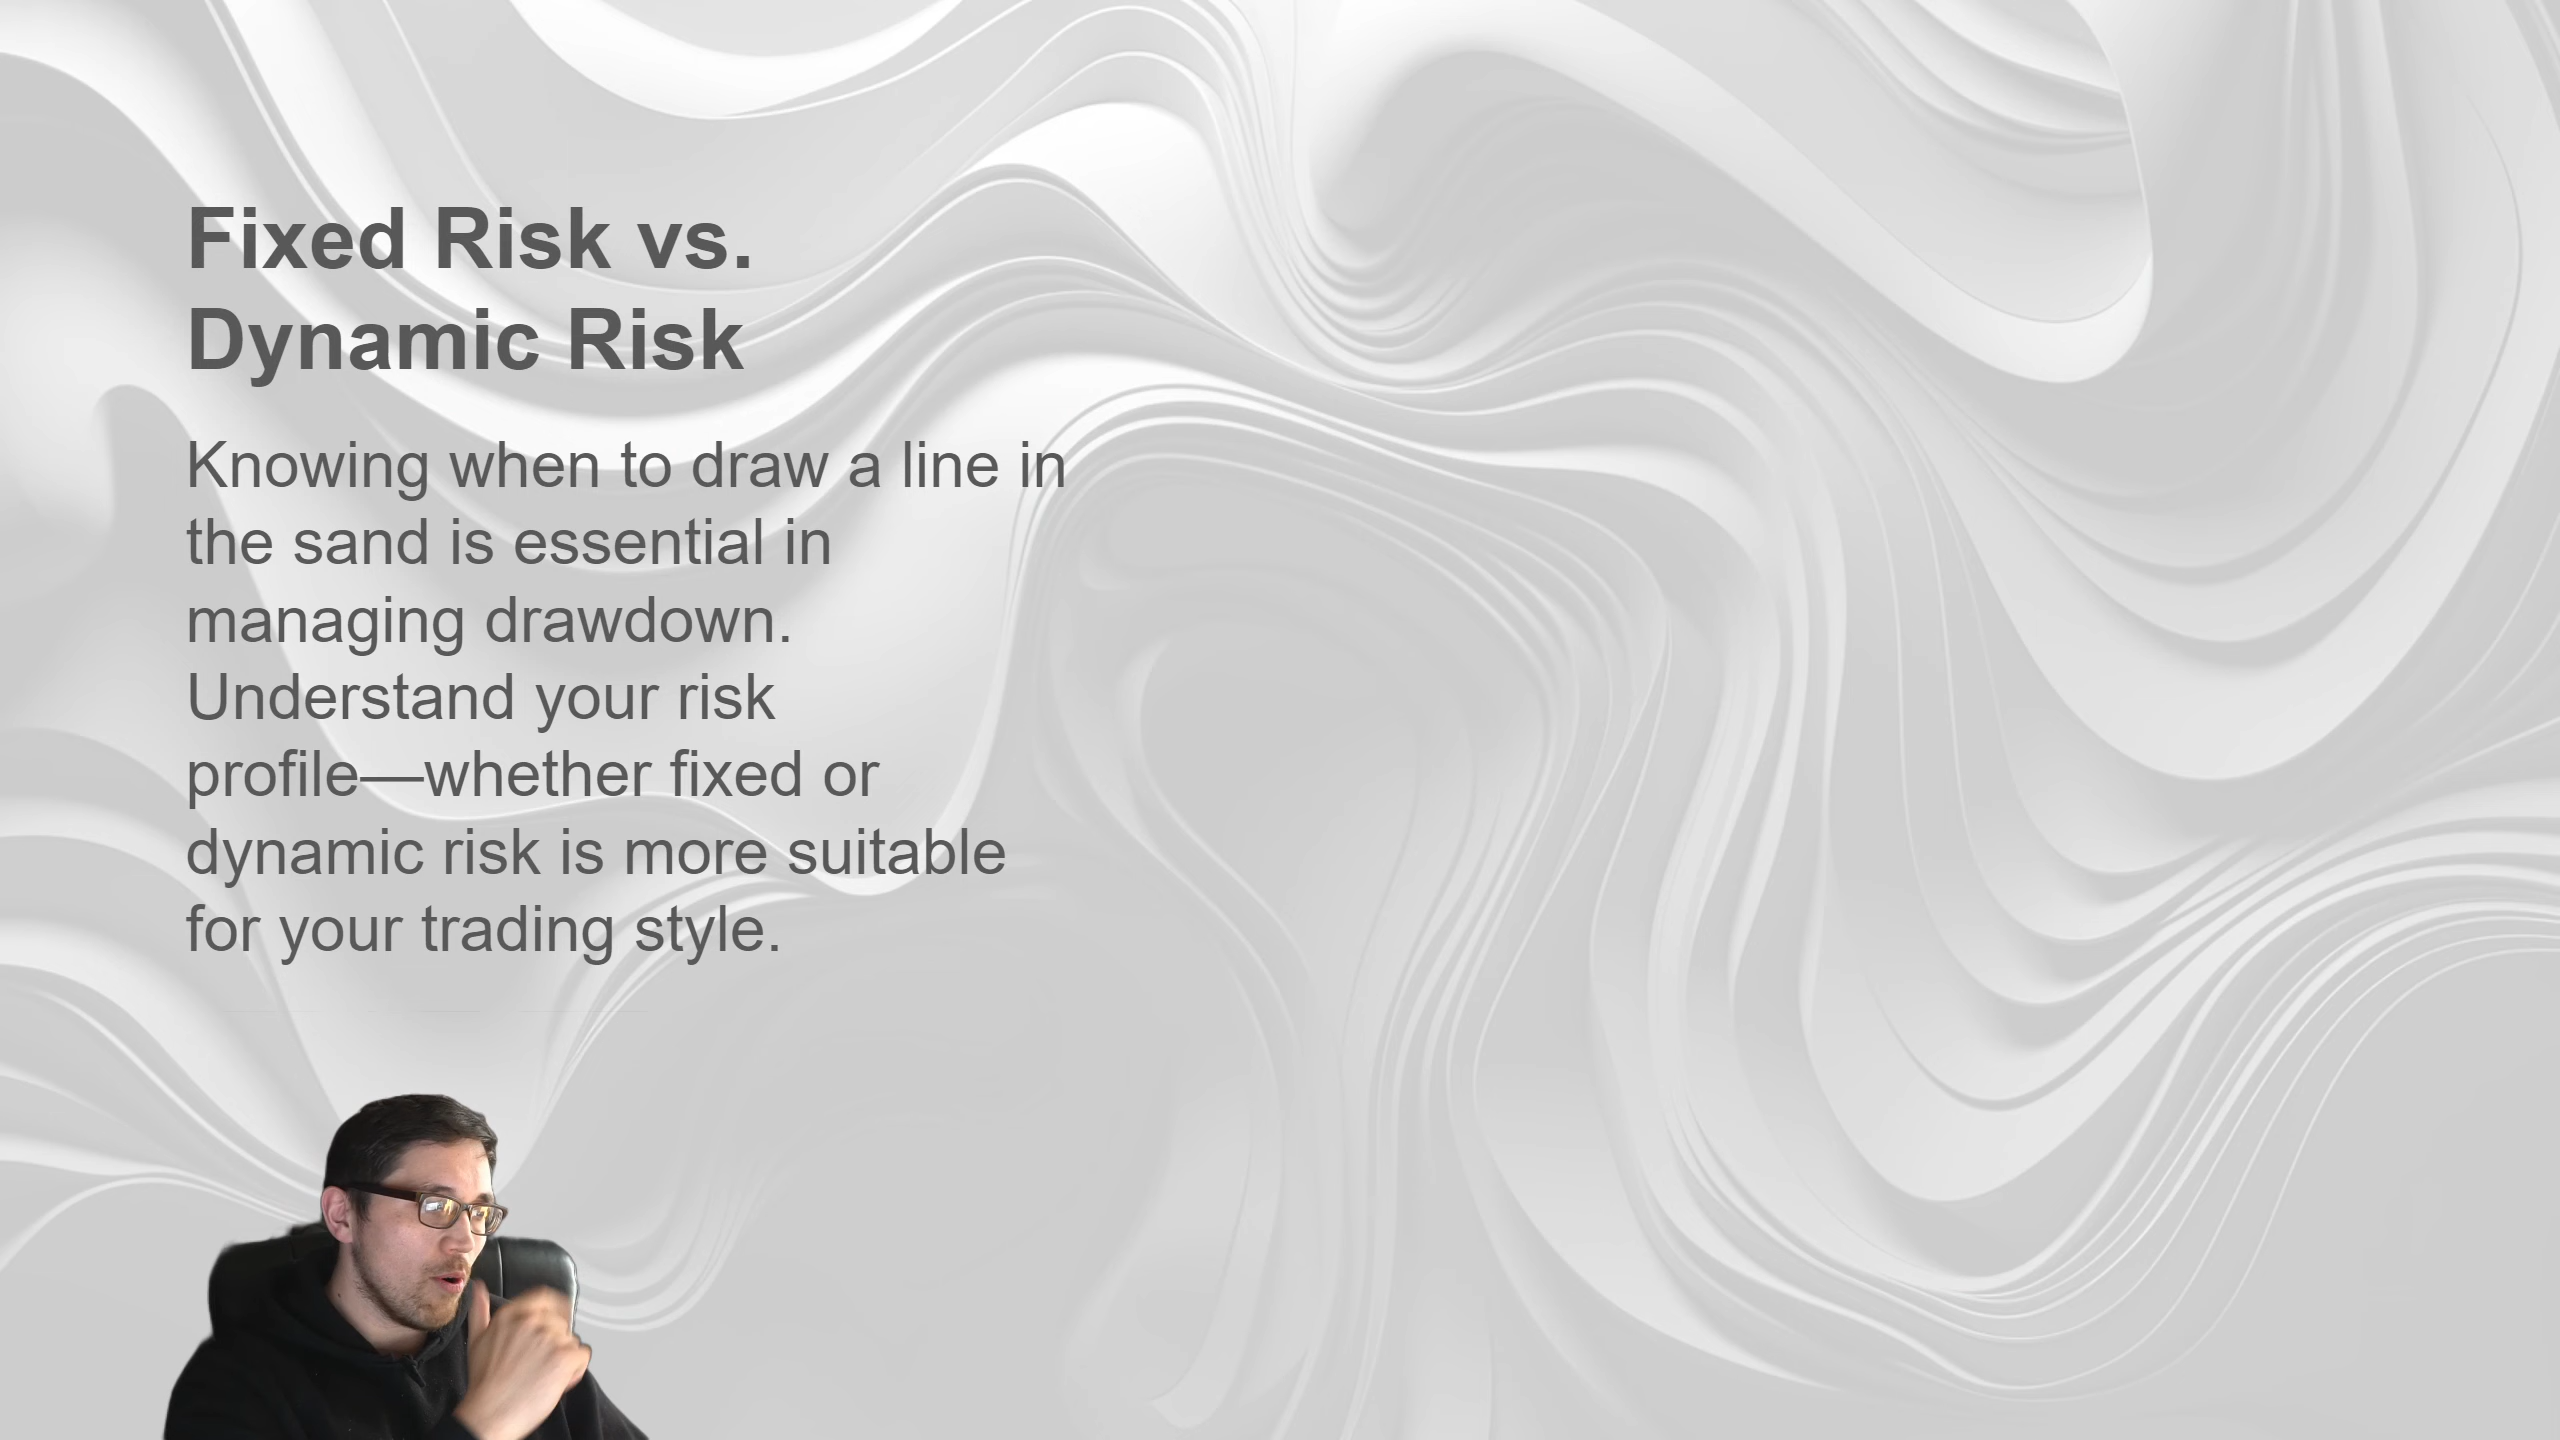 Fixed Risk vs.
Dynamic Risk
Knowing when to draw a line in
the sand is essential in
managing drawdown.
Understand your risk
profile—whether fixed or
dynamic risk is more suitable
for your trading style.